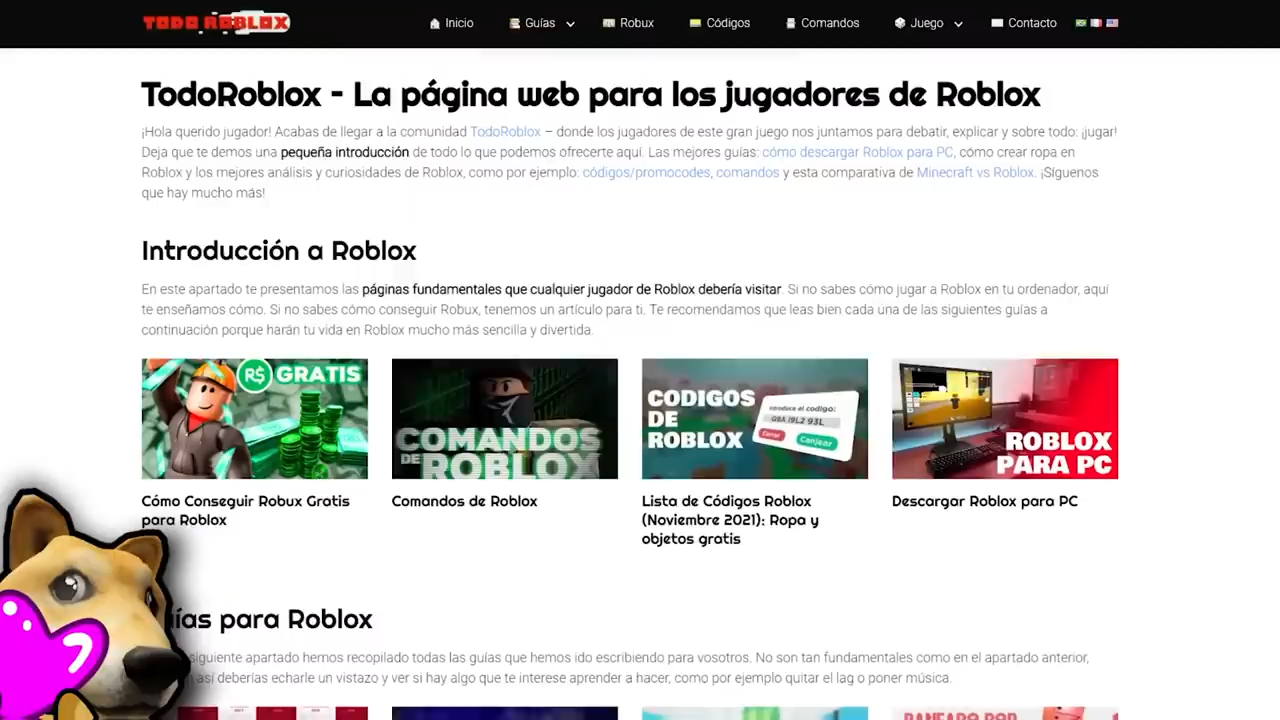 TODO ROBLOX
Inicio Guías Robux Códigos Comandos Juego Contacto
TodoRoblox - La página web para los jugadores de Roblox
¡Hola querido jugador! Acabas de llegar a la comunidad TodoRoblox – donde los jugadores de este gran juego nos juntamos para debatir, explicar y sobre todo: ¡jugar!
Deja que te demos una pequeña introducción de todo lo que podemos ofrecerte aquí. Las mejores guías: cómo descargar Roblox para PC, cómo crear ropa en
Roblox y los mejores análisis y curiosidades de Roblox, como por ejemplo: códigos/promocodes, comandos y esta comparativa de Minecraft vs Roblox. ¡Síguenos
que hay mucho más!
Introducción a Roblox
En este apartado te presentamos las páginas fundamentales que cualquier jugador de Roblox debería visitar. Si no sabes cómo jugar a Roblox en tu ordenador, aquí
te enseñamos cómo. Si no sabes cómo conseguir Robux, tenemos un artículo para ti. Te recomendamos que leas bien cada una de las siguientes guías a
continuación porque harán tu vida en Roblox mucho más sencilla y divertida.
R$ GRATIS
COMANDOS
DE ROBLOX
CODIGOS
DE
ROBLOX
Introduce el codigo:
Cerrar Canjear
ROBLOX
PARA PC
Cómo Conseguir Robux Gratis
para Roblox
Comandos de Roblox
Lista de Códigos Roblox
(Noviembre 2021): Ropa y
objetos gratis
Descargar Roblox para PC
ías para Roblox
siguiente apartado hemos recopilado todas las guías que hemos ido escribiendo para vosotros. No son tan fundamentales como en el apartado anterior,
así deberías echarle un vistazo y ver si hay algo que te interese aprender a hacer, como por ejemplo quitar el lag o poner música.